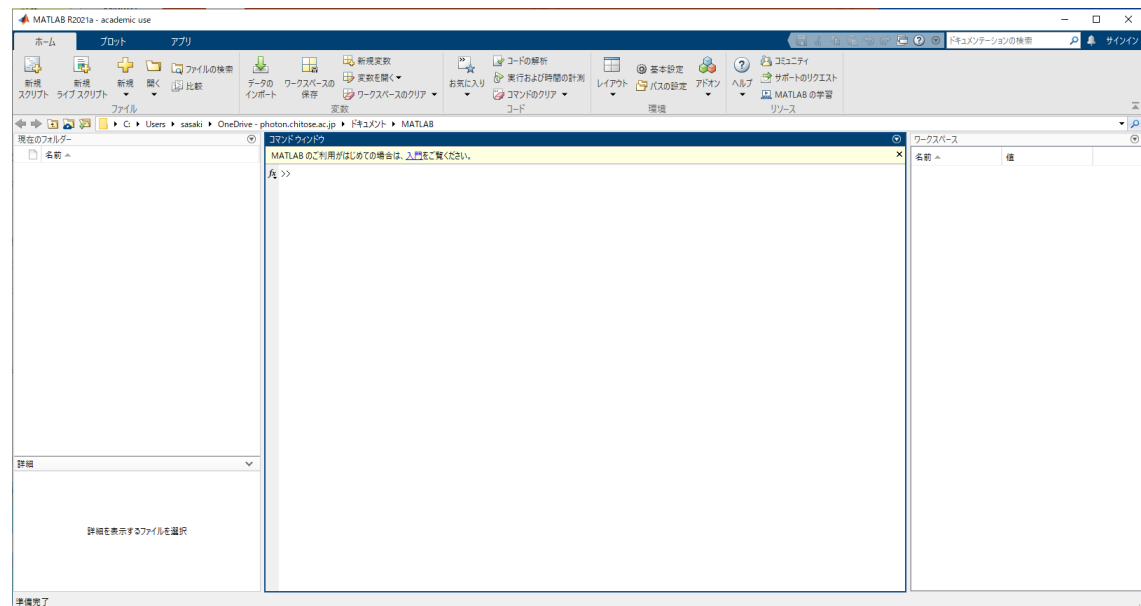 MATLAB R2021a - academic use
ホーム プロット アプリ
ドキュメンテーションの検索 サインイン
新規 スクリプト
新規 ライブ スクリプト
新規
開く
ファイルの検索
比較
データの インポート
ワークスペースの 保存
新規変数
変数を開く
ワークスペースのクリア
お気に入り
コードの解析
実行および時間の計測
コマンドのクリア
レイアウト
基本設定
パスの設定
アドオン
ヘルプ
コミュニティ
サポートのリクエスト
MATLAB の学習
ファイル 変数 コード 環境 リソース
C: Users sasaki OneDrive - photon.chitose.ac.jp ドキュメント MATLAB
現在のフォルダー
名前
コマンド ウィンドウ
MATLAB のご利用がはじめての場合は、入門をご覧ください。
fx >>
ワークスペース
名前 値
詳細
詳細を表示するファイルを選択
準備完了